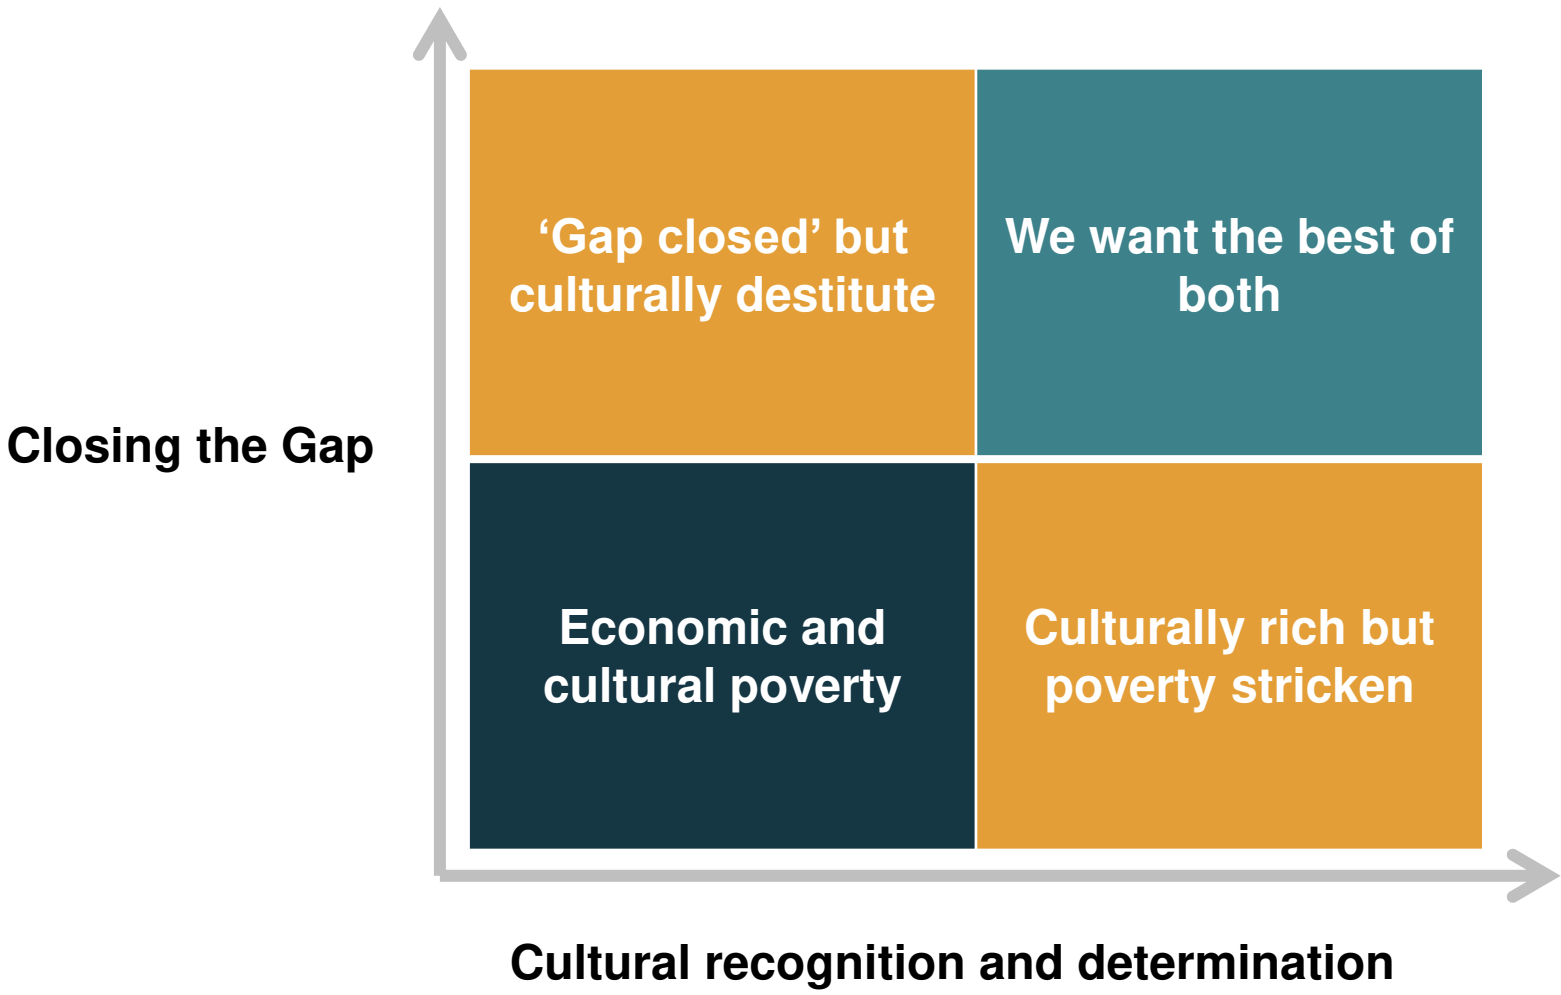 ‘Gap closed’ but
culturally destitute
We want the best of
both
Closing the Gap
Economic and
cultural poverty
Culturally rich but
poverty stricken
Cultural recognition and determination